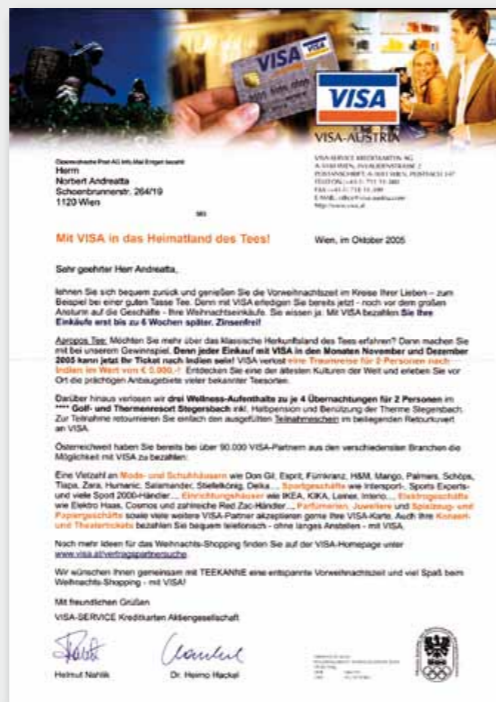 VISA
VISA
VISA-AUSTRIA
VISA-SERVICE KREDITKARTEN AG
http://www.visa.at
Herrn
Norbert Andreatta
Schoenbrunnerstr. 264/19
1120 Wien
Mit VISA in das Heimatland des Tees!
Wien, im Oktober 2005
Sehr geehrter Herr Andreatta,
lehnen Sie sich bequem zurück und genießen Sie die Vorweihnachtszeit im Kreise Ihrer Lieben – zum
Beispiel bei einer guten Tasse Tee. Denn mit VISA erledigen Sie bereits jetzt - noch vor dem großen
Ansturm auf die Geschäfte - Ihre Weihnachtseinkäufe. Sie wissen ja: Mit VISA bezahlen Sie Ihre
Einkäufe erst bis zu 6 Wochen später. Zinsenfrei!
Apropos Tee: Möchten Sie mehr über das klassische Herkunftsland des Tees erfahren? Dann machen Sie
mit bei unserem Gewinnspiel. Denn jeder Einkauf mit VISA in den Monaten November und Dezember
2005 kann jetzt Ihr Ticket nach Indien sein! VISA verlost eine Traumreise für 2 Personen nach
Indien im Wert von € 5.000,-! Entdecken Sie eine der ältesten Kulturen der Welt und erleben Sie vor
Ort die prächtigen Anbaugebiete vieler bekannter Teesorten.
Darüber hinaus verlosen wir drei Wellness-Aufenthalte zu je 4 Übernachtungen für 2 Personen im
**** Golf- und Thermenresort Stegersbach inkl. Halbpension und Benützung der Therme Stegersbach.
Zur Teilnahme retournieren Sie einfach den ausgefüllten Teilnahmeschein im beiliegenden Retourkuvert
an VISA.
Österreichweit haben Sie bereits bei über 90.000 VISA-Partnern aus den verschiedensten Branchen die
Möglichkeit mit VISA zu bezahlen:
Eine Vielzahl an Mode- und Schuhhäusern wie Don Gil, Esprit, Fürnkranz, H&M, Mango, Palmers, Schöps,
Tlapa, Zara, Humanic, Salamander, Stiefelkönig, Delka..., Sportgeschäfte wie Intersport-, Sports Experts-
und viele Sport 2000-Händler..., Einrichtungshäuser wie IKEA, KIKA, Leiner, Interio..., Elektrogeschäfte
wie Elektro Haas, Cosmos und zahlreiche Red Zac-Händler..., Parfumerien, Juweliere und Spielzeug- und
Papiergeschäfte sowie viele weitere VISA-Partner akzeptieren gerne Ihre VISA-Karte. Auch Ihre Konzert-
und Theatertickets bezahlen Sie bequem telefonisch - ohne langes Anstellen - mit VISA.
Noch mehr Ideen für das Weihnachts-Shopping finden Sie auf der VISA-Homepage unter
www.visa.at/vertragspartnersuche.
Wir wünschen Ihnen gemeinsam mit TEEKANNE eine entspannte Vorweihnachtszeit und viel Spaß beim
Weihnachts-Shopping - mit VISA!
Mit freundlichen Grüßen
VISA-SERVICE Kreditkarten Aktiengesellschaft
Helmut Nahlik
Dr. Heimo Hackel